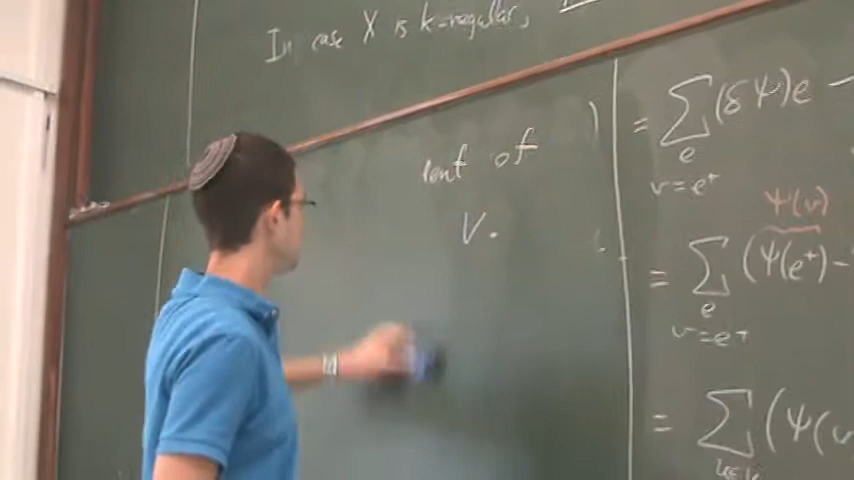 In case X is k-regular,
ent of
V.
= Σ (δΨ)e -
e
v=e⁺
Ψ(v)
= Σ (Ψ(e⁺) -
e
v=e⁺
= Σ (Ψ(v